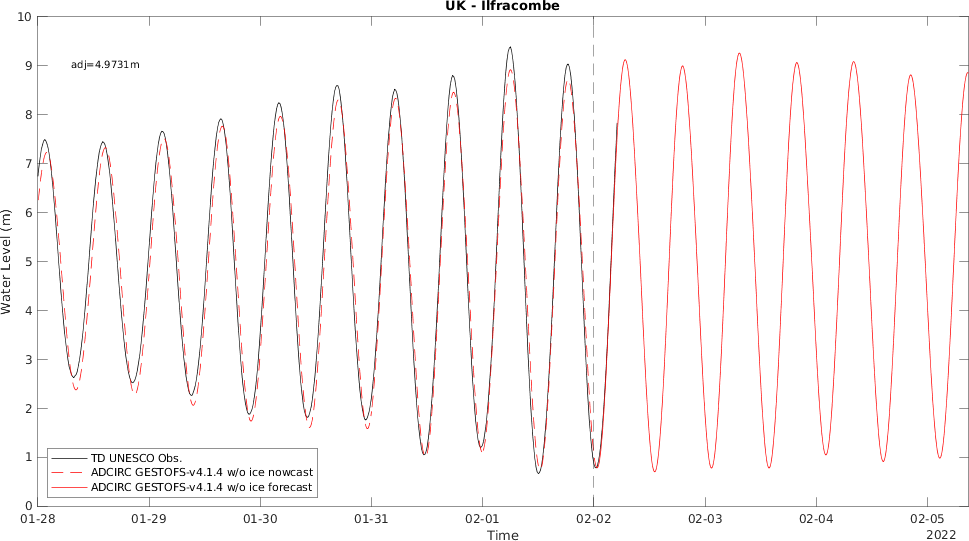 UK - Ilfracombe
10
9
8
7
6
5
4
3
2
1
0
Water Level (m)
adj=4.9731m
TD UNESCO Obs.
ADCIRC GESTOFS-v4.1.4 w/o ice nowcast
ADCIRC GESTOFS-v4.1.4 w/o ice forecast
01-28 01-29 01-30 01-31 02-01 02-02 02-03 02-04 02-05
Time
2022